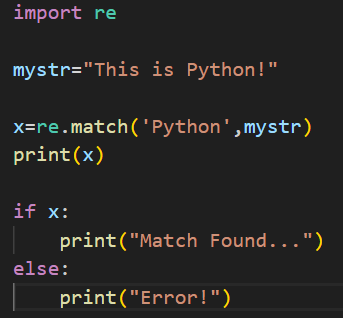 import re
mystr="This is Python!"
x=re.match('Python',mystr)
print(x)
if x:
    print("Match Found...")
else:
    print("Error!")